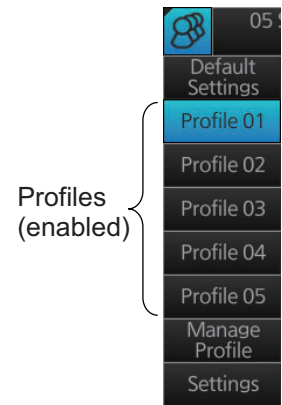 05 S
Default
Settings
Profile 01
Profile 02
Profile 03
Profile 04
Profile 05
Profiles
(enabled)
Manage
Profile
Settings